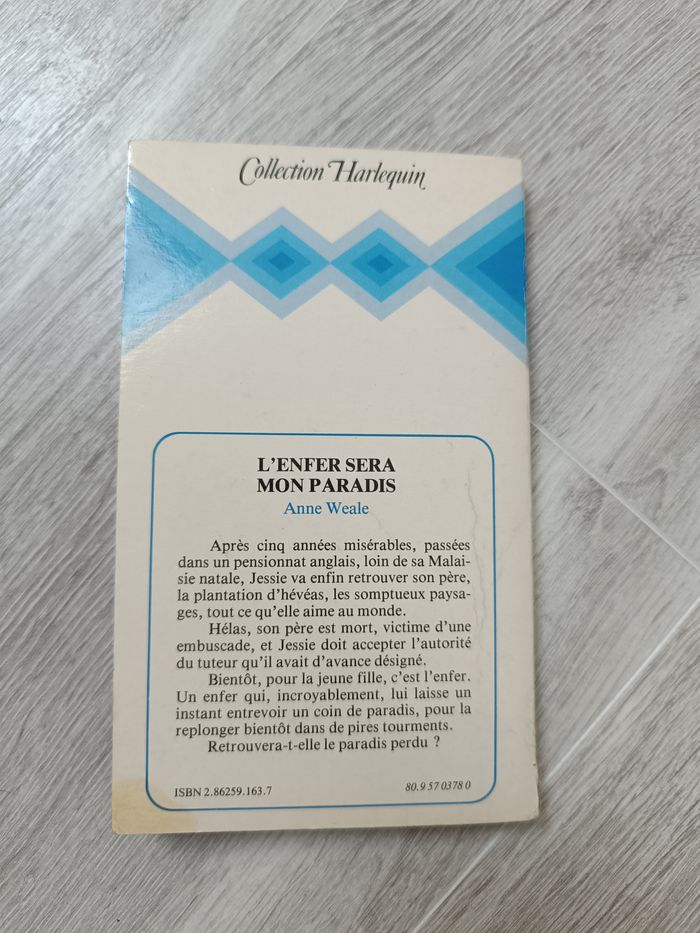 Collection Harlequin
L'ENFER SERA
MON PARADIS
Anne Weale
Après cinq années misérables, passées
dans un pensionnat anglais, loin de sa Malai-
sie natale, Jessie va enfin retrouver son père,
la plantation d'hévéas, les somptueux paysa-
ges, tout ce qu'elle aime au monde.
Hélas, son père est mort, victime d'une
embuscade, et Jessie doit accepter l'autorité
du tuteur qu'il avait d'avance désigné.
Bientôt, pour la jeune fille, c'est l'enfer.
Un enfer qui, incroyablement, lui laisse un
instant entrevoir un coin de paradis, pour la
replonger bientôt dans de pires tourments.
Retrouvera-t-elle le paradis perdu ?
ISBN 2.86259.163.7
80.9 57 0378 0